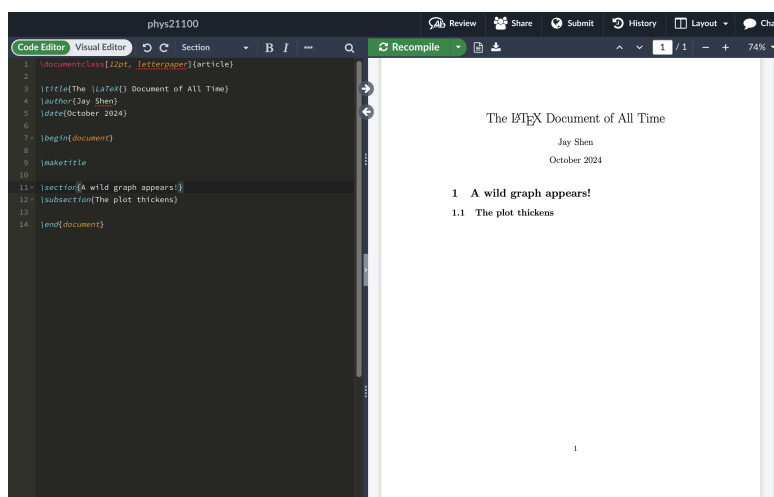 phys21100
Review Share Submit History Layout Cha
Code Editor Visual Editor Section B I Recompile 1 / 1 74%
1 \documentclass[12pt, letterpaper]{article}
2
3 \title{The \LaTeX{} Document of All Time}
4 \author{Jay Shen}
5 \date{October 2024}
6
7 \begin{document}
8
9 \maketitle
10
11 \section{A wild graph appears!}
12 \subsection{The plot thickens}
13
14 \end{document}
The LATEX Document of All Time
Jay Shen
October 2024
1 A wild graph appears!
1.1 The plot thickens
1